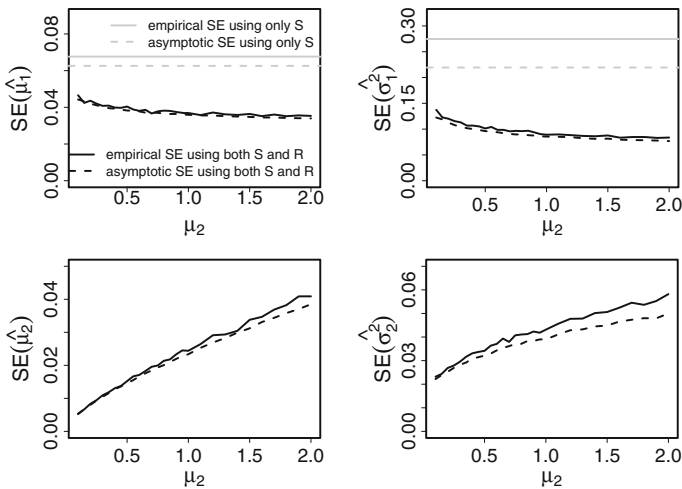 empirical SE using only S
asymptotic SE using only S
empirical SE using both S and R
asymptotic SE using both S and R
SE(μ̂₁)
0.00 0.04 0.08
0.5 1.0 1.5 2.0
μ₂
SE(σ̂₁²)
0.00 0.15 0.30
0.5 1.0 1.5 2.0
μ₂
SE(μ̂₂)
0.00 0.02 0.04
0.5 1.0 1.5 2.0
μ₂
SE(σ̂₂²)
0.00 0.03 0.06
0.5 1.0 1.5 2.0
μ₂